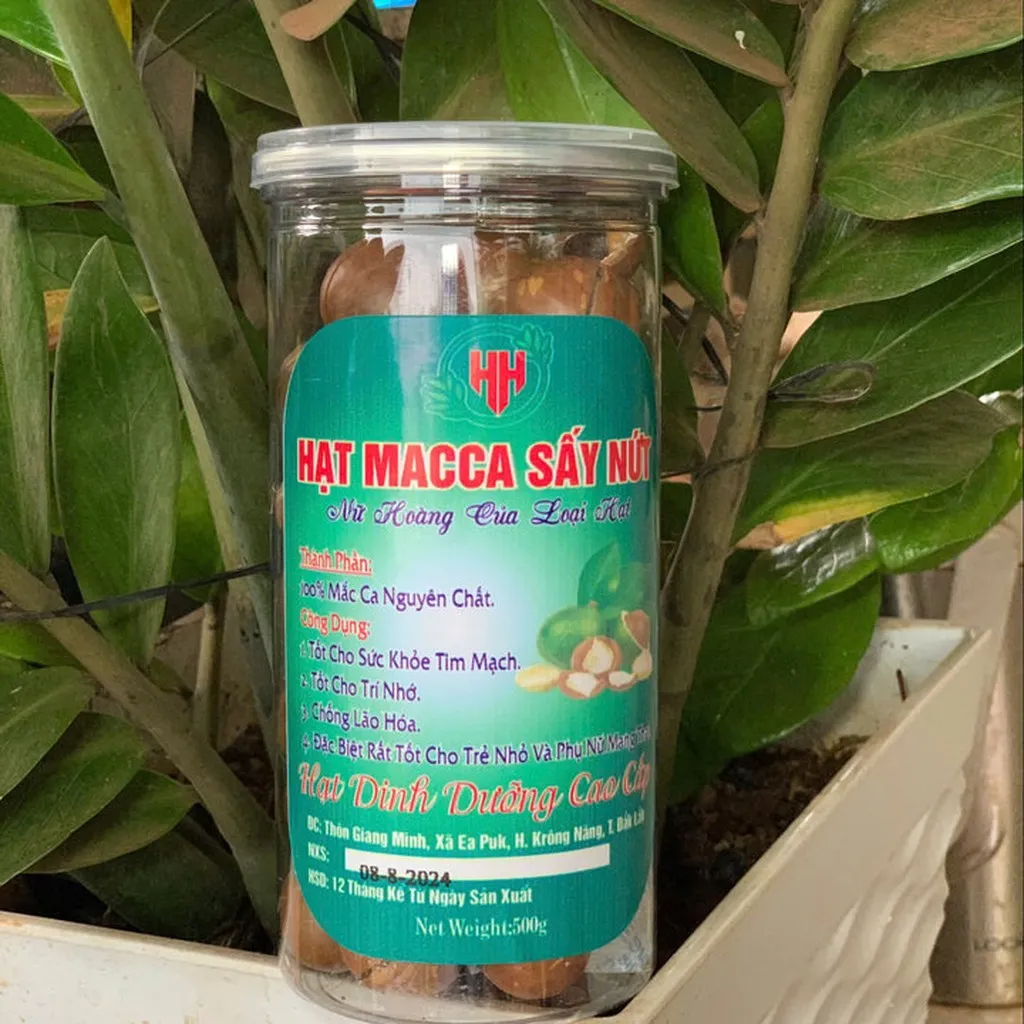 HH
HẠT MACCA SẤY NỨT
Nữ Hoàng Của Loại Hạt
Thành Phần:
100% Mắc Ca Nguyên Chất.
Công Dụng:
1. Tốt Cho Sức Khỏe Tim Mạch.
2. Tốt Cho Trí Nhớ.
3. Chống Lão Hóa.
4. Đặc Biệt Rất Tốt Cho Trẻ Nhỏ Và Phụ Nữ Mang Thai
Hạt Dinh Dưỡng Cao Cấp
ĐC: Thôn Giang Minh, Xã Ea Puk, H. Krông Năng, T. Đắk Lắk
NXS:
08-8-2024
HSD: 12 Tháng Kể Từ Ngày Sản Xuất
Net Weight:500g